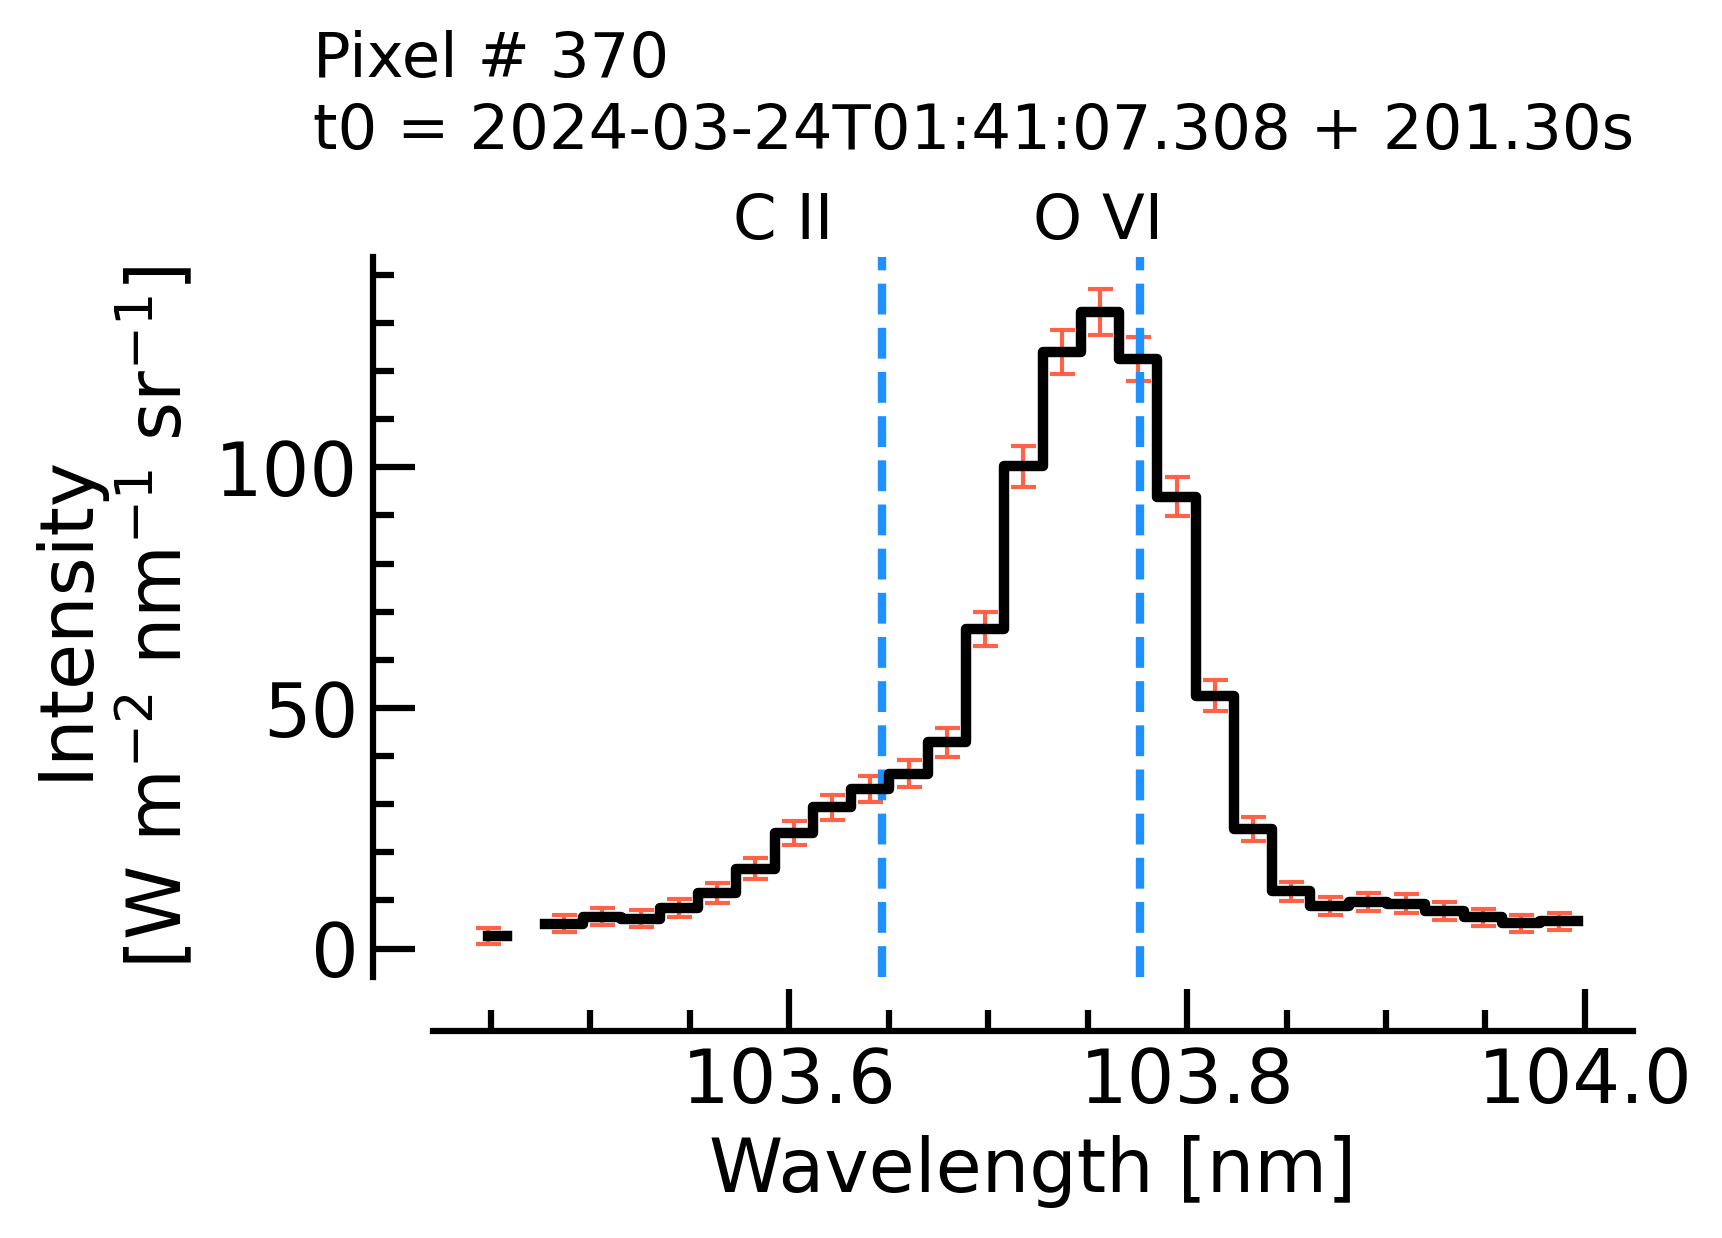 Pixel # 370
t0 = 2024-03-24T01:41:07.308 + 201.30s
C II
O VI
Intensity
[W m⁻² nm⁻¹ sr⁻¹]
100
50
0
103.6
103.8
104.0
Wavelength [nm]